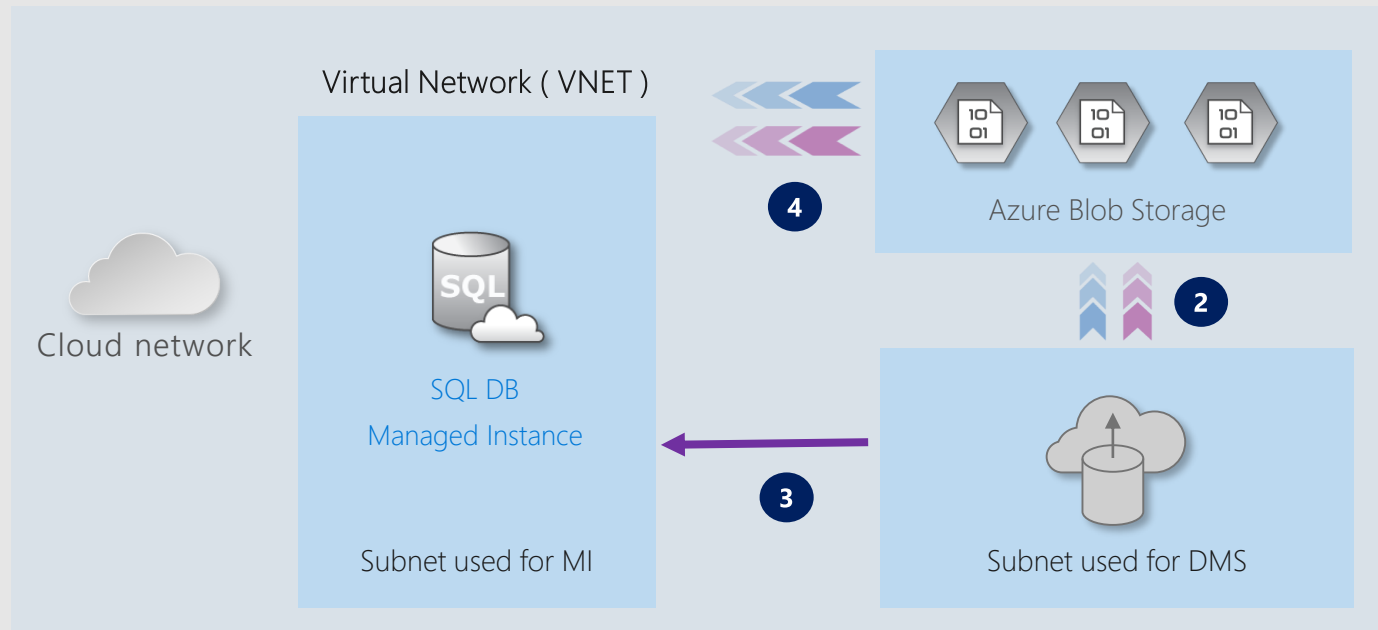 Virtual Network ( VNET )
10
01
10
01
10
01
Azure Blob Storage
4
2
Cloud network
SQL
SQL DB
Managed Instance
3
Subnet used for MI
Subnet used for DMS